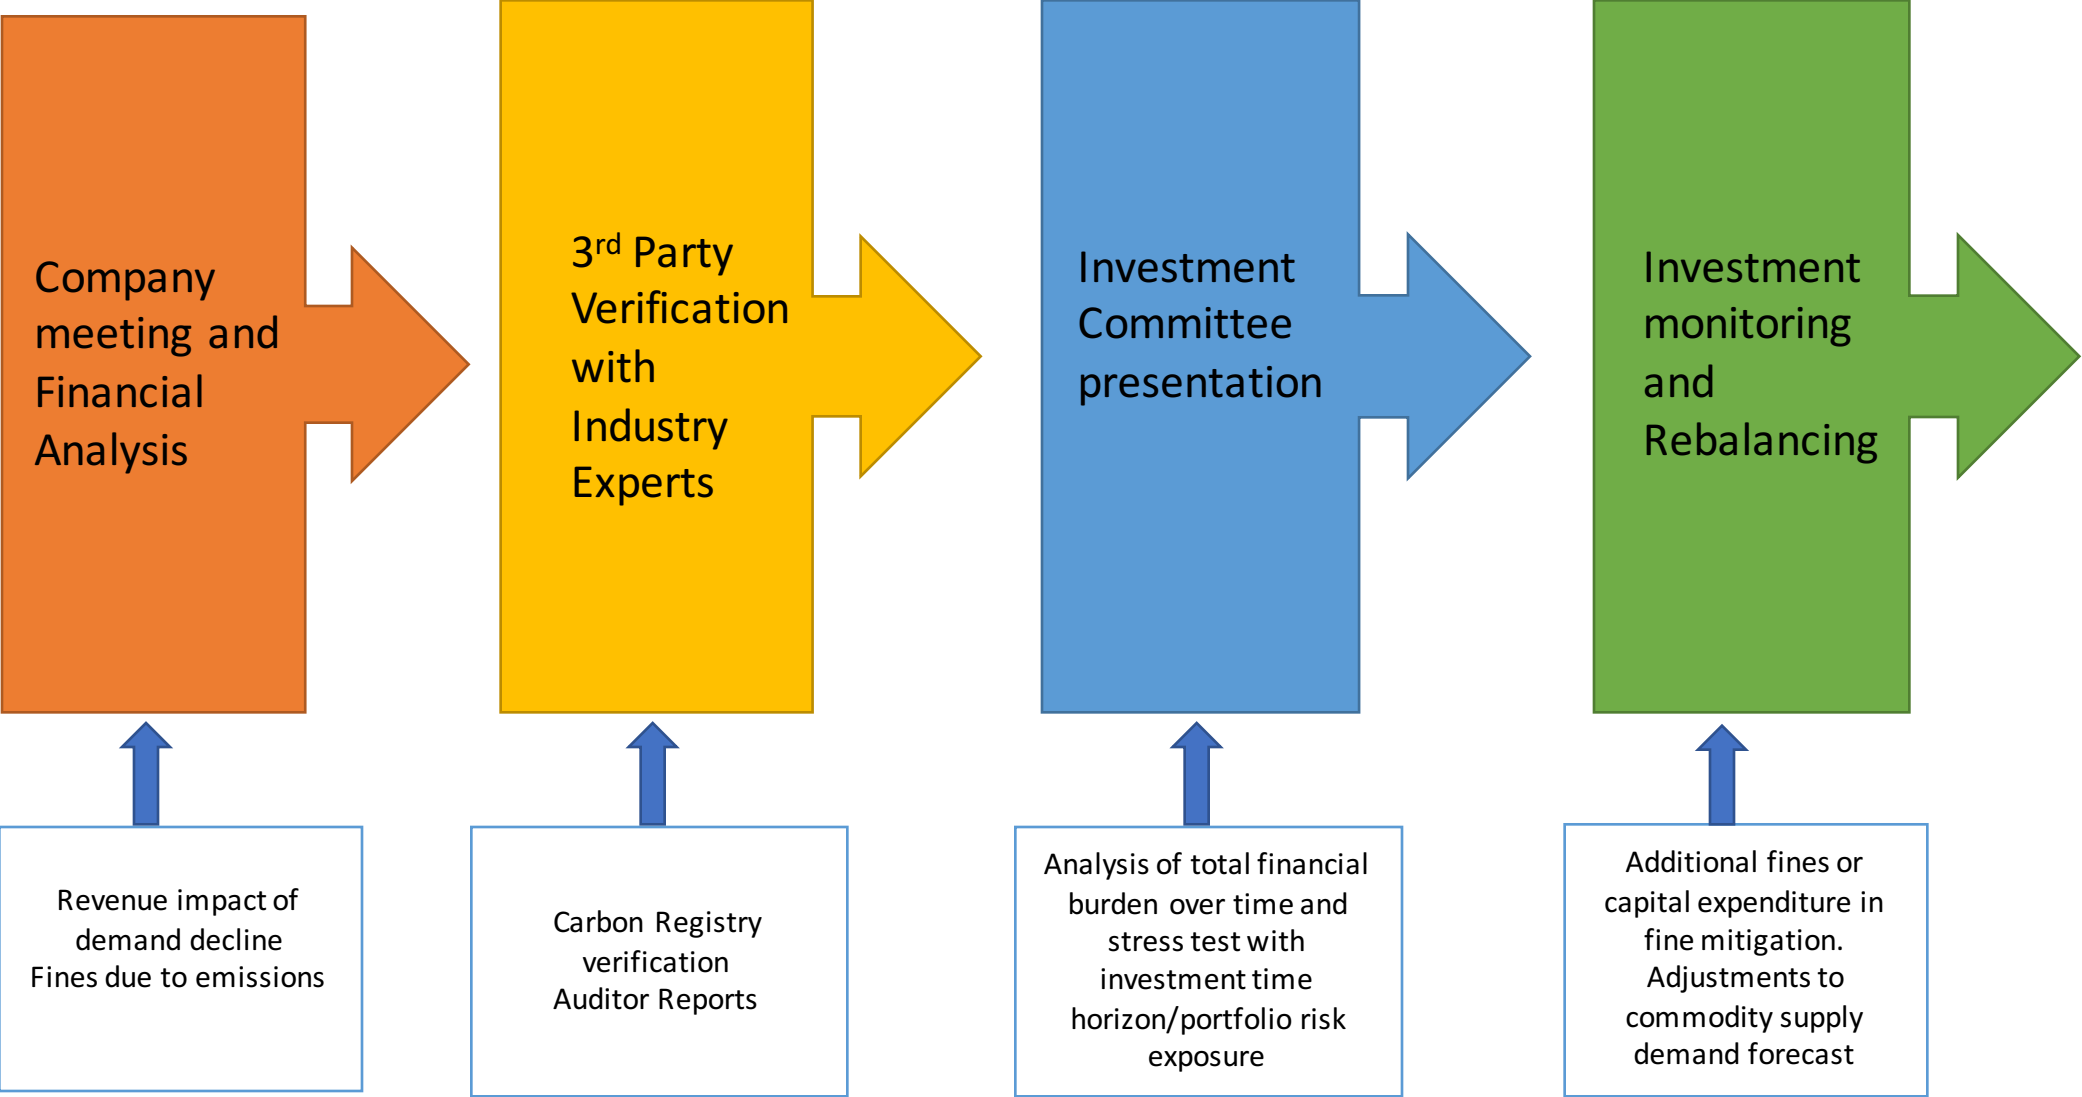 Company
meeting and
Financial
Analysis
3rd Party
Verification
with
Industry
Experts
Investment
Committee
presentation
Investment
monitoring
and
Rebalancing
Revenue impact of
demand decline
Fines due to emissions
Carbon Registry
verification
Auditor Reports
Analysis of total financial
burden over time and
stress test with
investment time
horizon/portfolio risk
exposure
Additional fines or
capital expenditure in
fine mitigation.
Adjustments to
commodity supply
demand forecast